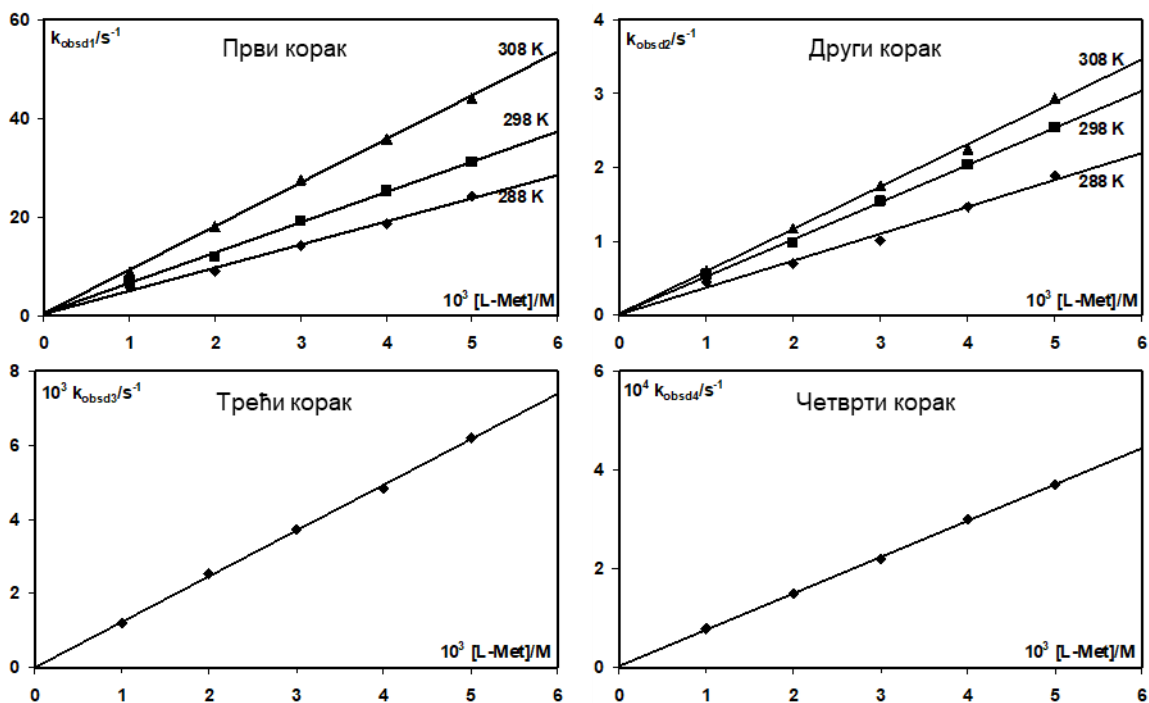 60
k_obsd1/s⁻¹
Први корак
308 K
40
298 K
20
288 K
10³ [L-Met]/M
0
0 1 2 3 4 5 6
4
k_obsd2/s⁻¹
Други корак
308 K
3
298 K
2
288 K
1
10³ [L-Met]/M
0
0 1 2 3 4 5 6
8
10³ k_obsd3/s⁻¹
Трећи корак
6
4
2
10³ [L-Met]/M
0
0 1 2 3 4 5 6
6
10⁴ k_obsd4/s⁻¹
Четврти корак
4
2
10³ [L-Met]/M
0
0 1 2 3 4 5 6